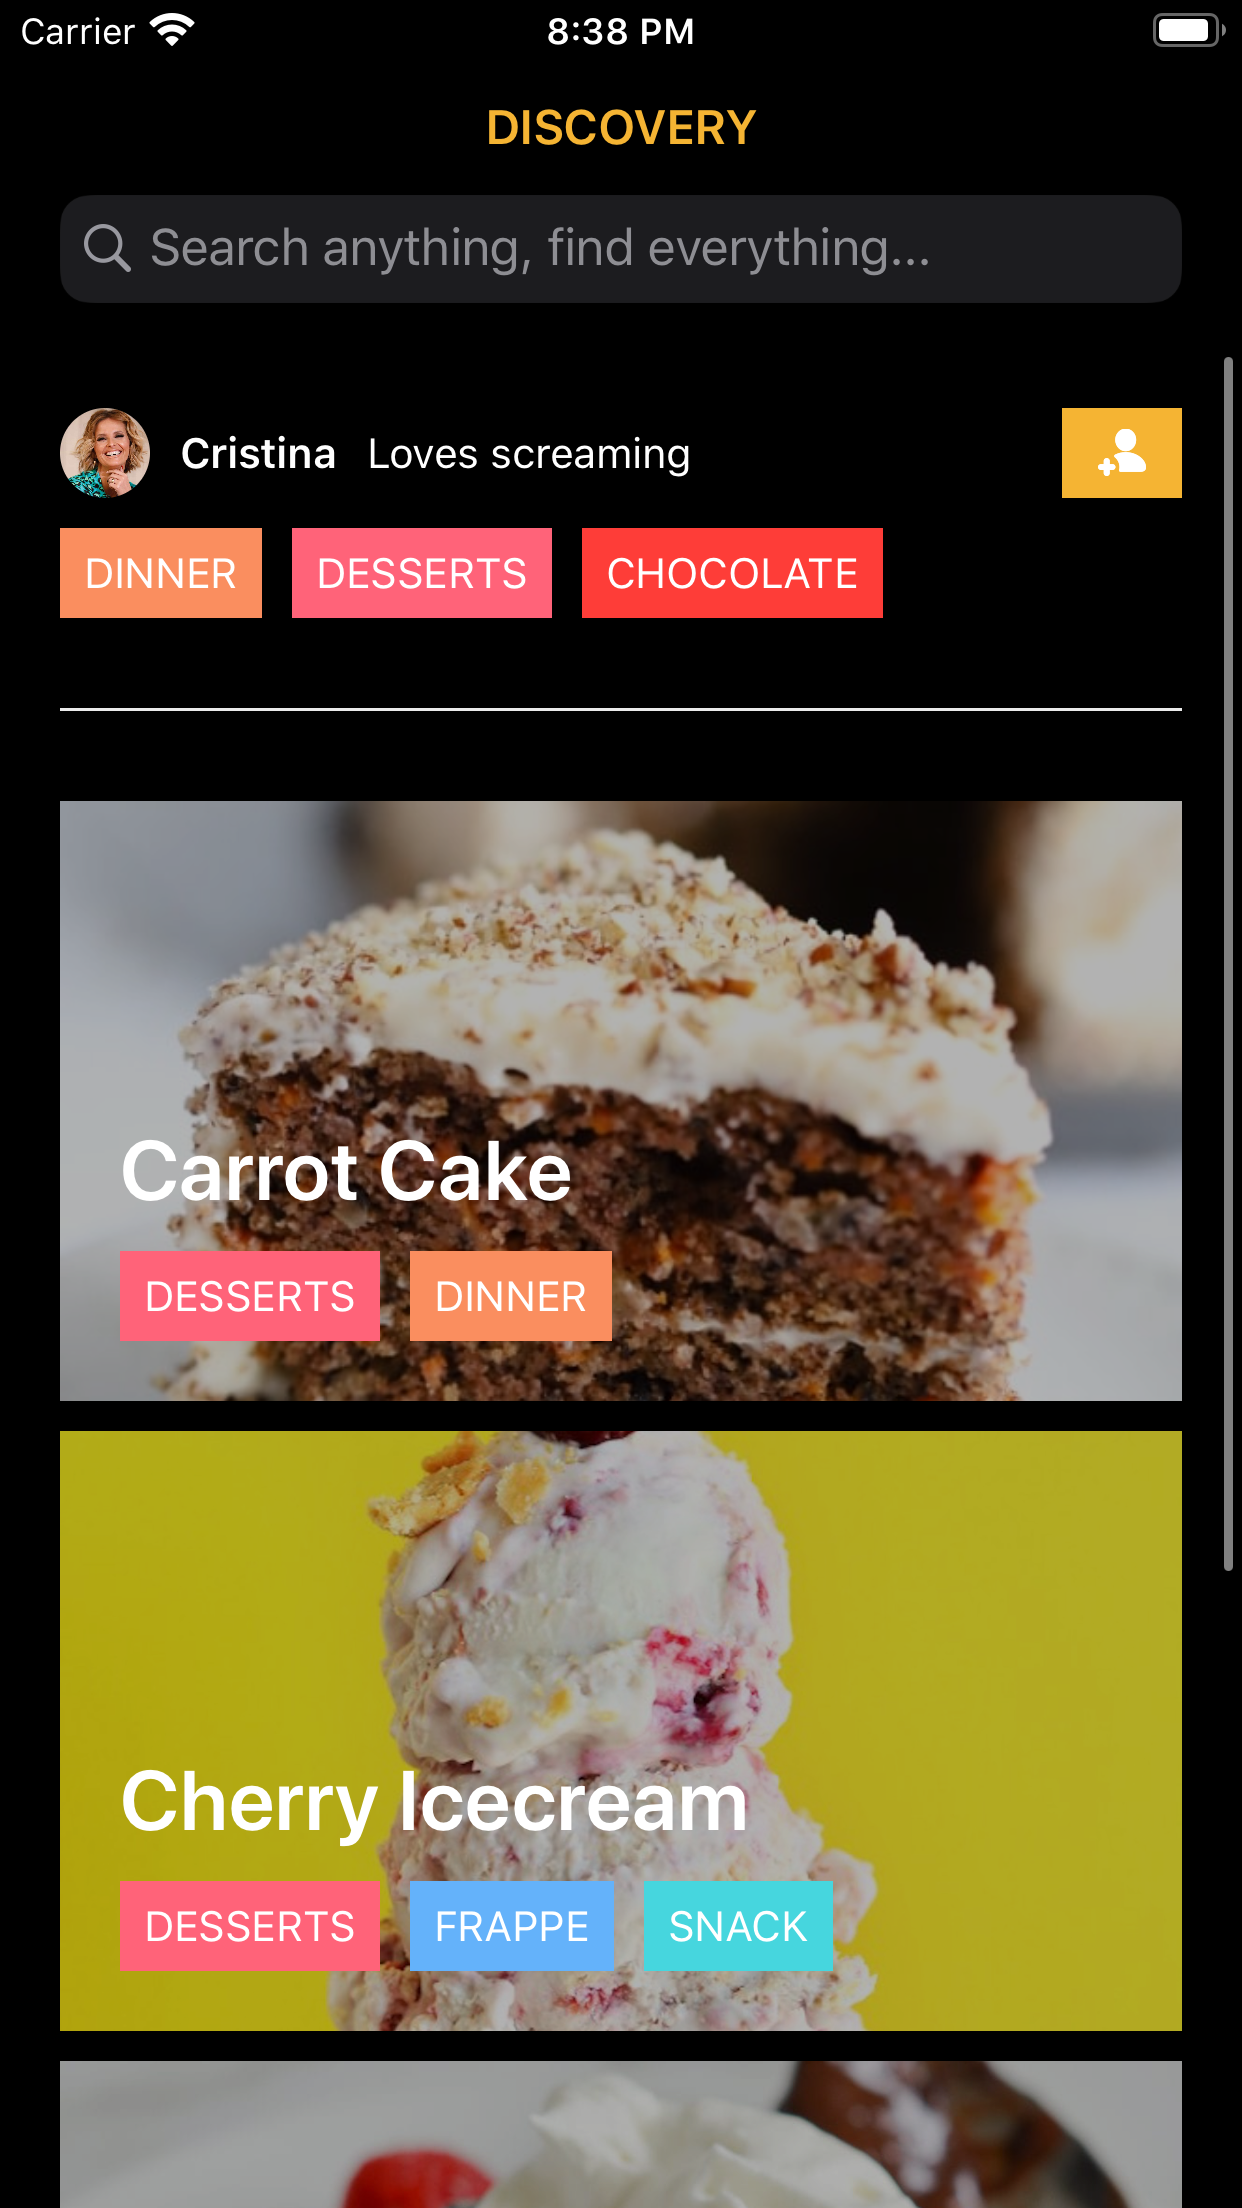 Carrier 8:38 PM
DISCOVERY
Search anything, find everything...
Cristina Loves screaming
DINNER DESSERTS CHOCOLATE
Carrot Cake
DESSERTS DINNER
Cherry Icecream
DESSERTS FRAPPE SNACK